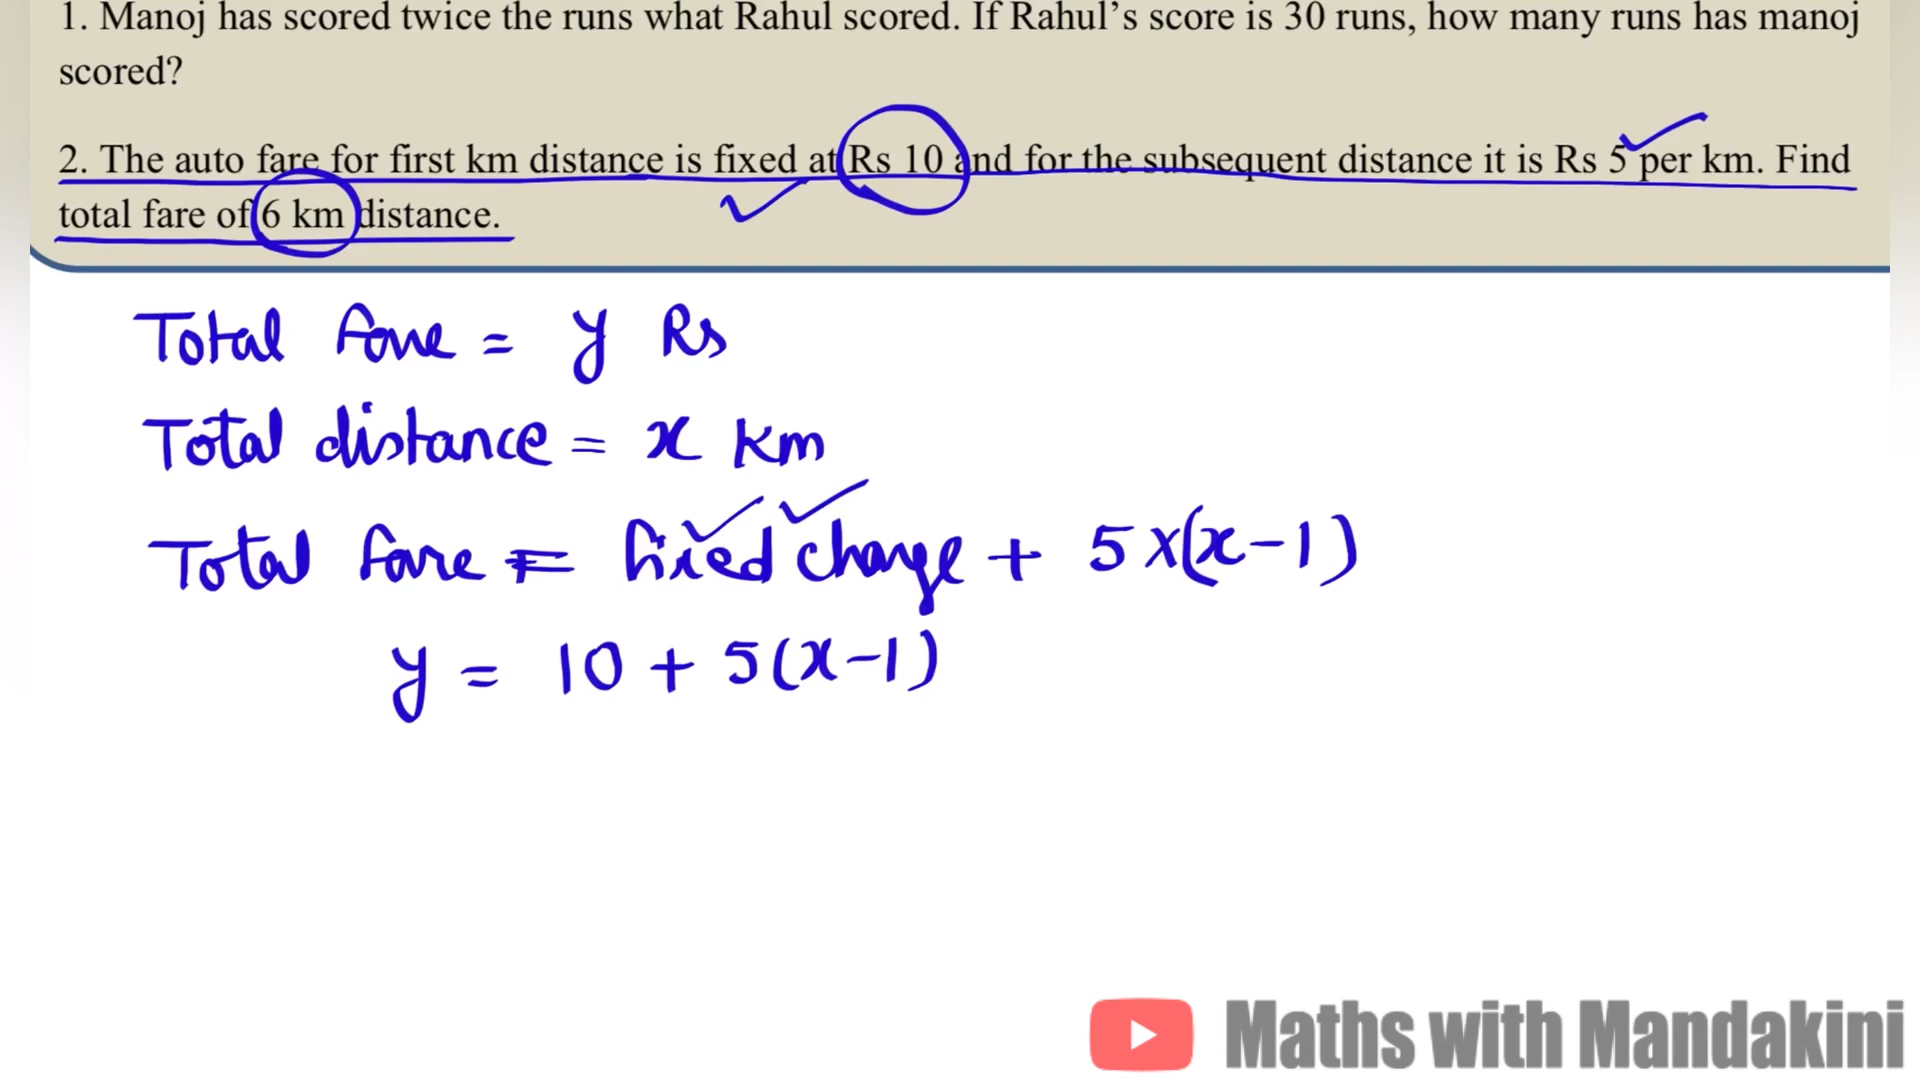 1. Manoj has scored twice the runs what Rahul scored. If Rahul’s score is 30 runs, how many runs has manoj
scored?
2. The auto fare for first km distance is fixed at Rs 10 and for the subsequent distance it is Rs 5 per km. Find
total fare of 6 km distance.
Total fare = y Rs
Total distance = x Km
Total fare = fixed charge + 5×(x-1)
y = 10 + 5(x-1)
Maths with Mandakini